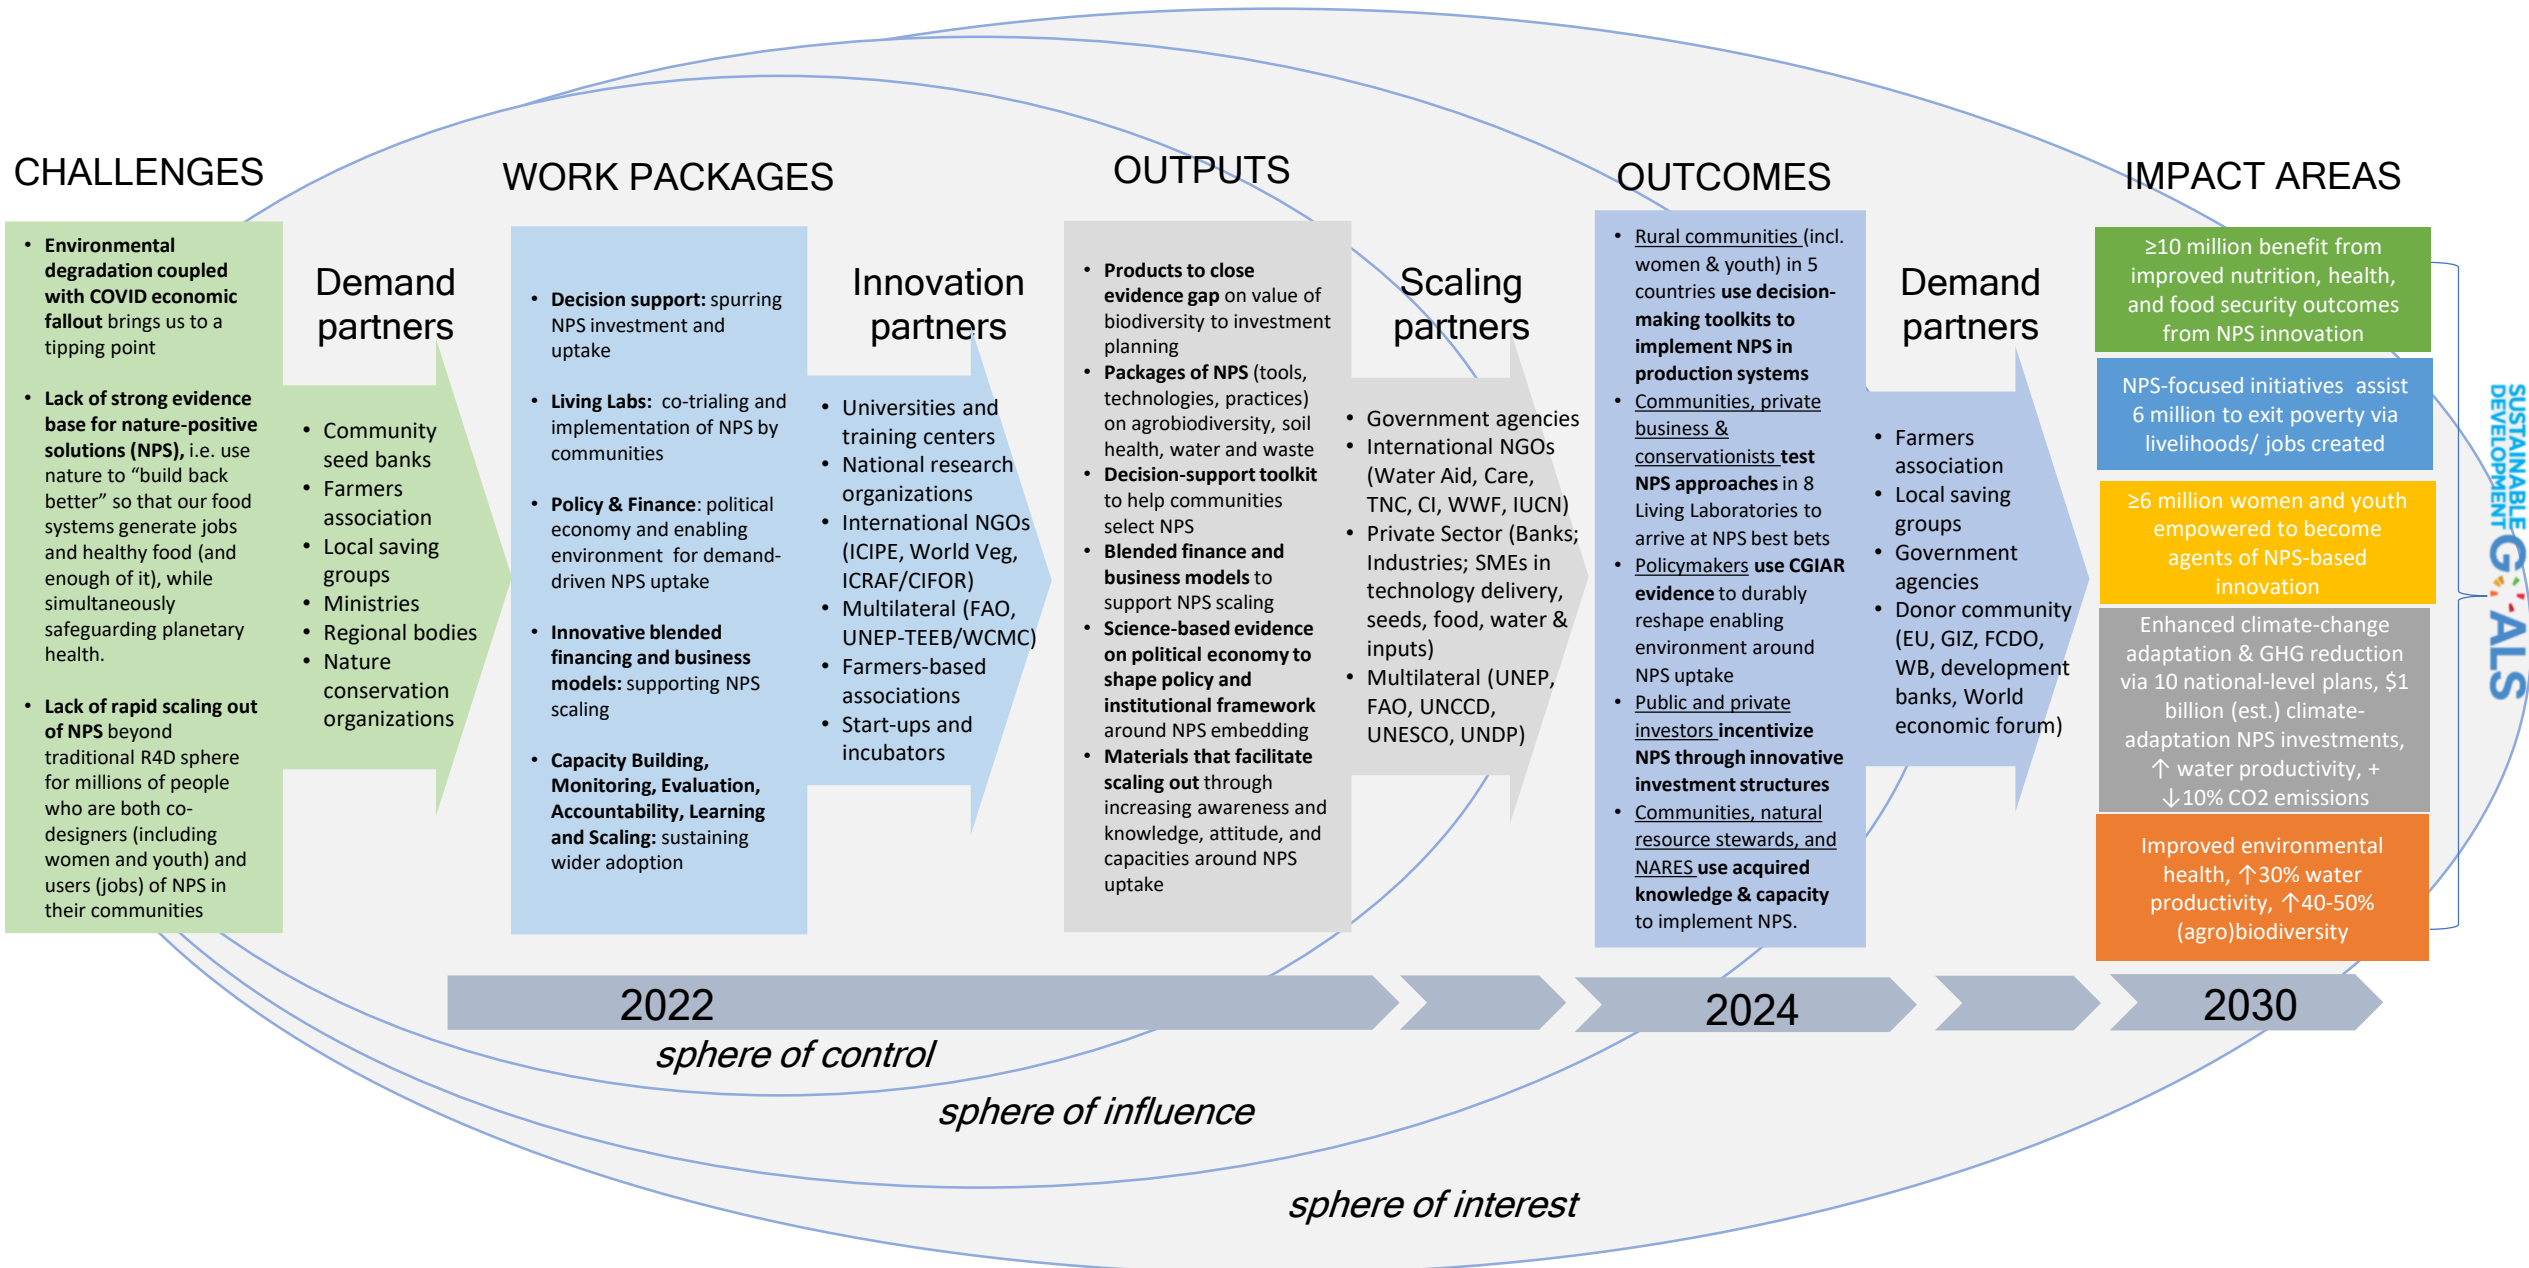 CHALLENGES
• Environmental
degradation coupled
with COVID economic
fallout brings us to a
tipping point
• Lack of strong evidence
base for nature-positive
solutions (NPS), i.e. use
nature to “build back
better” so that our food
systems generate jobs
and healthy food (and
enough of it), while
simultaneously
safeguarding planetary
health.
• Lack of rapid scaling out
of NPS beyond
traditional R4D sphere
for millions of people
who are both co-
designers (including
women and youth) and
users (jobs) of NPS in
their communities
Demand
partners
• Community
seed banks
• Farmers
association
• Local saving
groups
• Ministries
• Regional bodies
• Nature
conservation
organizations
WORK PACKAGES
• Decision support: spurring
NPS investment and
uptake
• Living Labs: co-trialing and
implementation of NPS by
communities
• Policy & Finance: political
economy and enabling
environment for demand-
driven NPS uptake
• Innovative blended
financing and business
models: supporting NPS
scaling
• Capacity Building,
Monitoring, Evaluation,
Accountability, Learning
and Scaling: sustaining
wider adoption
Innovation
partners
• Universities and
training centers
• National research
organizations
• International NGOs
(ICIPE, World Veg,
ICRAF/CIFOR)
• Multilateral (FAO,
UNEP-TEEB/WCMC)
• Farmers-based
associations
• Start-ups and
incubators
OUTPUTS
• Products to close
evidence gap on value of
biodiversity to investment
planning
• Packages of NPS (tools,
technologies, practices)
on agrobiodiversity, soil
health, water and waste
• Decision-support toolkit
to help communities
select NPS
• Blended finance and
business models to
support NPS scaling
• Science-based evidence
on political economy to
shape policy and
institutional framework
around NPS embedding
• Materials that facilitate
scaling out through
increasing awareness and
knowledge, attitude, and
capacities around NPS
uptake
Scaling
partners
• Government agencies
• International NGOs
(Water Aid, Care,
TNC, CI, WWF, IUCN)
• Private Sector (Banks;
Industries; SMEs in
technology delivery,
seeds, food, water &
inputs)
• Multilateral (UNEP,
FAO, UNCCD,
UNESCO, UNDP)
OUTCOMES
• Rural communities (incl.
women & youth) in 5
countries use decision-
making toolkits to
implement NPS in
production systems
• Communities, private
business &
conservationists test
NPS approaches in 8
Living Laboratories to
arrive at NPS best bets
• Policymakers use CGIAR
evidence to durably
reshape enabling
environment around
NPS uptake
• Public and private
investors incentivize
NPS through innovative
investment structures
• Communities, natural
resource stewards, and
NARES use acquired
knowledge & capacity
to implement NPS.
Demand
partners
• Farmers
association
• Local saving
groups
• Government
agencies
• Donor community
(EU, GIZ, FCDO,
WB, development
banks, World
economic forum)
IMPACT AREAS
≥10 million benefit from
improved nutrition, health,
and food security outcomes
from NPS innovation
NPS-focused initiatives assist
6 million to exit poverty via
livelihoods/ jobs created
≥6 million women and youth
empowered to become
agents of NPS-based
innovation
Enhanced climate-change
adaptation & GHG reduction
via 10 national-level plans, $1
billion (est.) climate-
adaptation NPS investments,
↑ water productivity, +
↓10% CO2 emissions
Improved environmental
health, ↑30% water
productivity, ↑40-50%
(agro)biodiversity
SUSTAINABLE
DEVELOPMENT
GOALS
2022
2024
2030
sphere of control
sphere of influence
sphere of interest